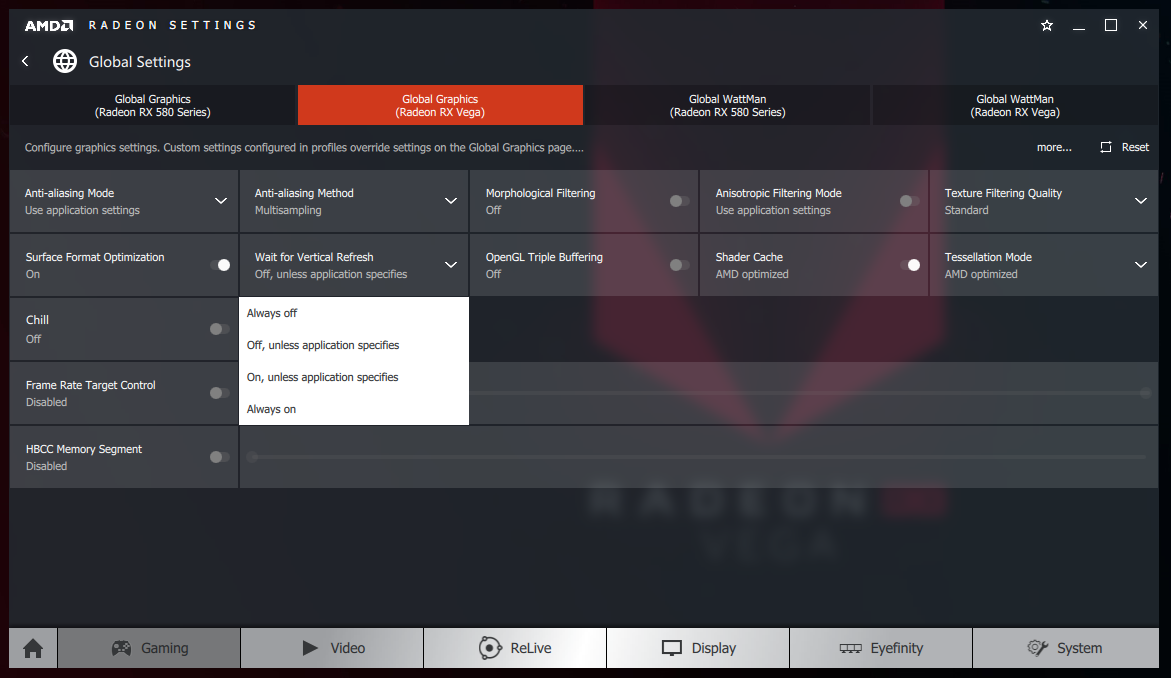 AMD RADEON SETTINGS
Global Settings
Global Graphics
(Radeon RX 580 Series)
Global Graphics
(Radeon RX Vega)
Global WattMan
(Radeon RX 580 Series)
Global WattMan
(Radeon RX Vega)
Configure graphics settings. Custom settings configured in profiles override settings on the Global Graphics page....
more...
Reset
Anti-aliasing Mode
Use application settings
Anti-aliasing Method
Multisampling
Morphological Filtering
Off
Anisotropic Filtering Mode
Use application settings
Texture Filtering Quality
Standard
Surface Format Optimization
On
Wait for Vertical Refresh
Off, unless application specifies
OpenGL Triple Buffering
Off
Shader Cache
AMD optimized
Tessellation Mode
AMD optimized
Chill
Off
Always off
Off, unless application specifies
On, unless application specifies
Always on
Frame Rate Target Control
Disabled
HBCC Memory Segment
Disabled
RADEON
VEGA
Gaming
Video
ReLive
Display
Eyefinity
System